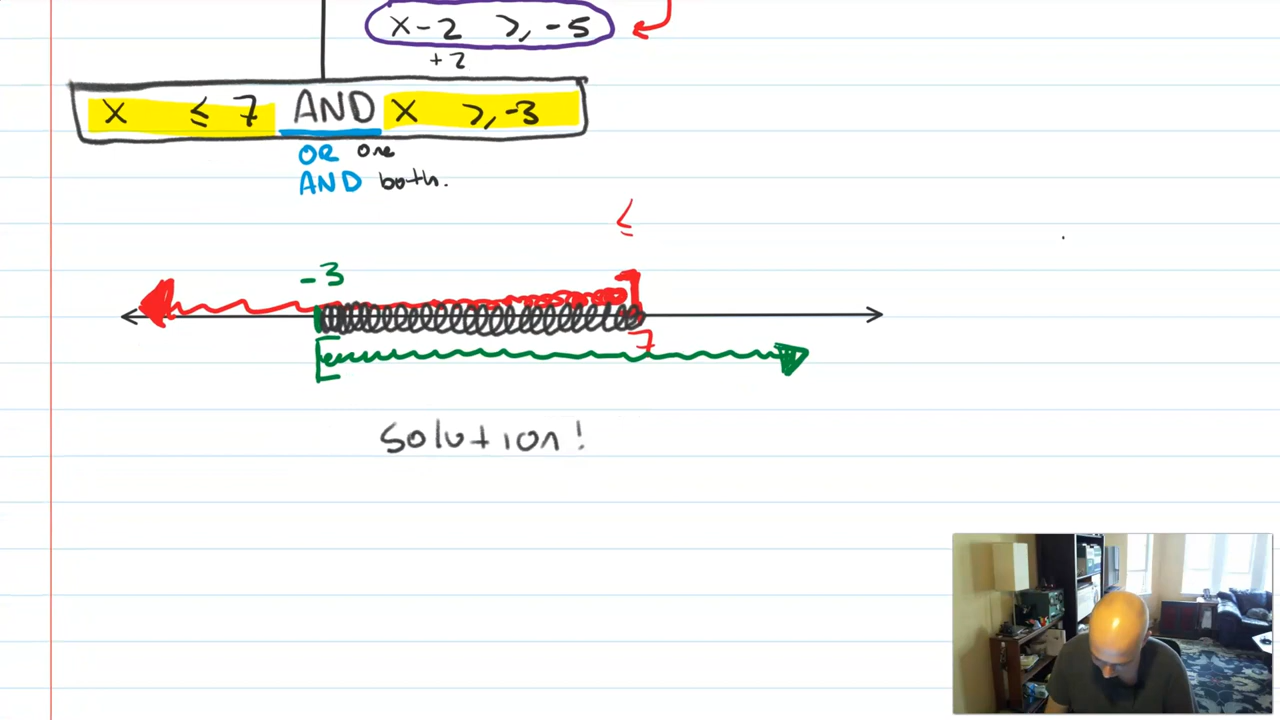 x-2 ≥ -5
+2
x ≤ 7 AND x ≥ -3
OR one
AND both.
≤
-3
7
Solution!